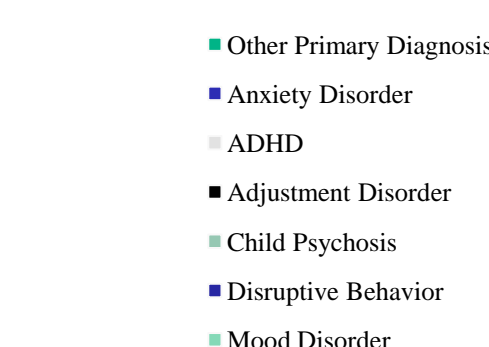 Other Primary Diagnosis
Anxiety Disorder
ADHD
Adjustment Disorder
Child Psychosis
Disruptive Behavior
Mood Disorder